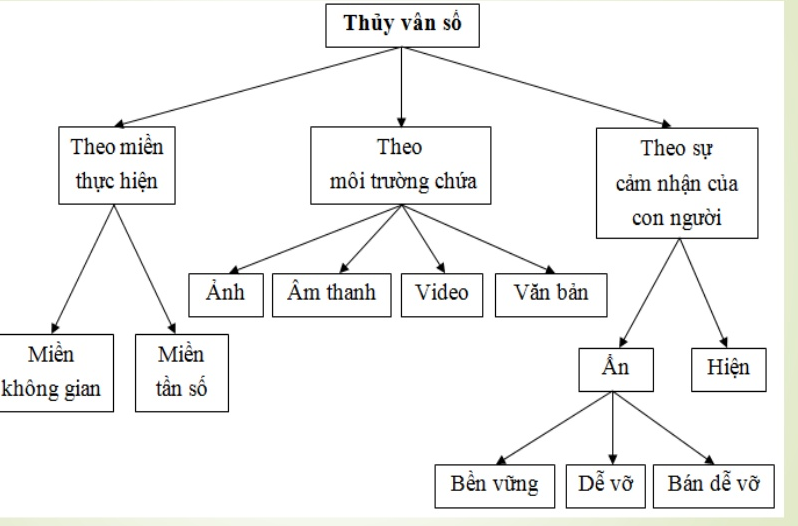 Thủy vân số
Theo miền
thực hiện
Theo
môi trường chứa
Theo sự
cảm nhận của
con người
Ảnh
Âm thanh
Video
Văn bản
Miền
không gian
Miền
tần số
Ẩn
Hiện
Bền vững
Dễ vỡ
Bán dễ vỡ